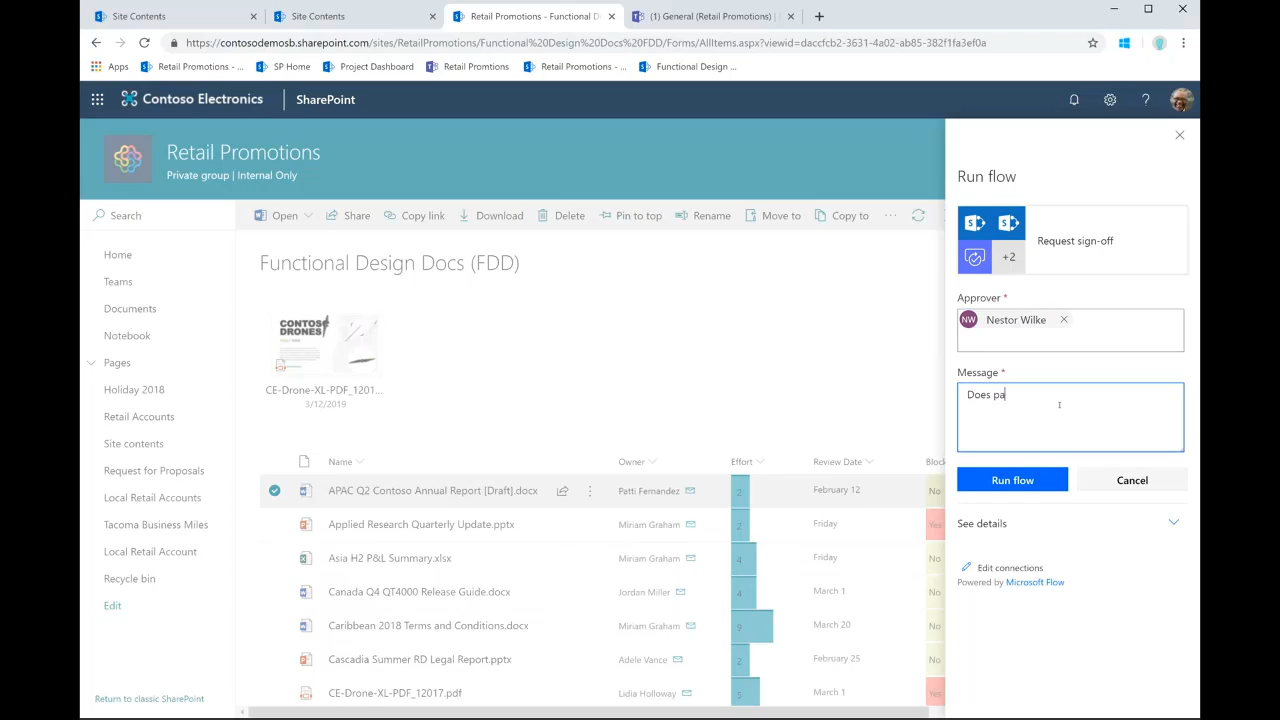 Site Contents
Site Contents
Retail Promotions - Functional D
(1) General (Retail Promotions) |
https://contosodemosb.sharepoint.com/sites/RetailPromotions/Functional%20Design%20Docs%20FDD/Forms/AllItems.aspx?viewid=daccfcb2-3631-4a02-ab85-382f1fa3ef0a
Apps
Retail Promotions - ...
SP Home
Project Dashboard
Retail Promtions
Retail Promotions - ...
Functional Design ...
Contoso Electronics
SharePoint
Retail Promotions
Private group | Internal Only
Search
Open
Share
Copy link
Download
Delete
Pin to top
Rename
Move to
Copy to
Home
Teams
Documents
Notebook
Pages
Holiday 2018
Retail Accounts
Site contents
Request for Proposals
Local Retail Accounts
Tacoma Business Miles
Local Retail Account
Recycle bin
Edit
Return to classic SharePoint
Functional Design Docs (FDD)
CONTOSO
DRONES
CE-Drone-XL-PDF_1201...
3/12/2019
Name Owner Effort Review Date Block
APAC Q2 Contoso Annual Report [Draft].docx Patti Fernandez 2 February 12 No
Applied Research Quarterly Update.pptx Miriam Graham 2 Friday Yes
Asia H2 P&L Summary.xlsx Miriam Graham 4 Friday No
Canada Q4 QT4000 Release Guide.docx Jordan Miller 4 March 1 No
Caribbean 2018 Terms and Conditions.docx Miriam Graham 9 March 20 No
Cascadia Summer RD Legal Report.pptx Adele Vance 2 February 25 No
CE-Drone-XL-PDF_12017.pdf Lidia Holloway 5 March 1 Yes
Run flow
+2
Request sign-off
Approver *
NW Nestor Wilke
Message *
Does pa
Run flow
Cancel
See details
Edit connections
Powered by Microsoft Flow